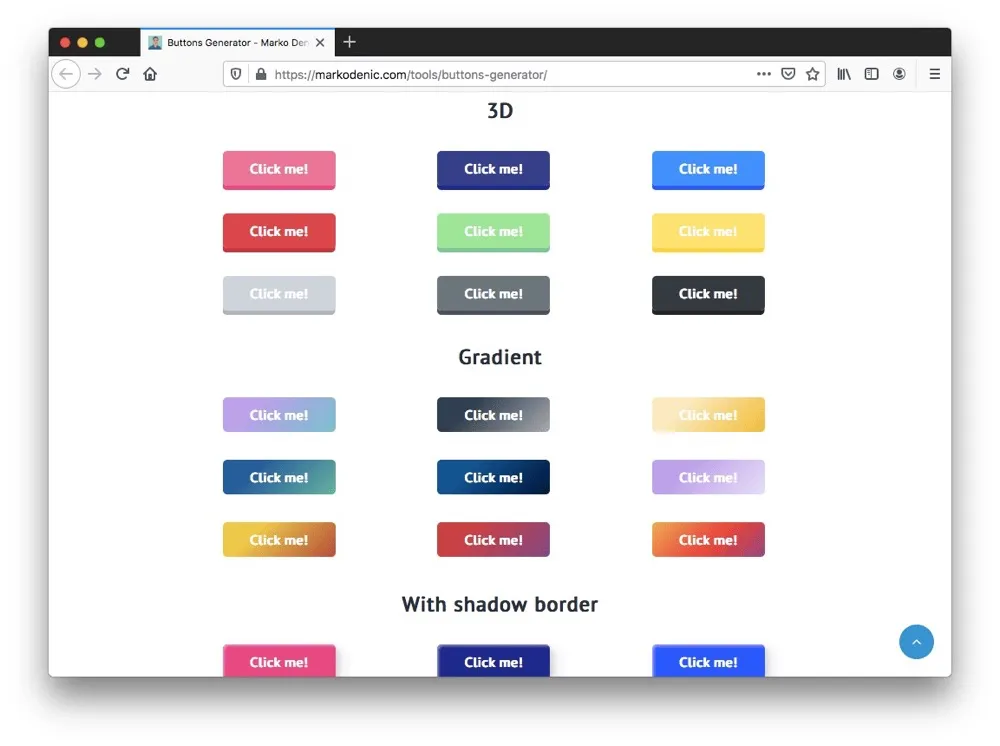 Buttons Generator - Marko Den
https://markodenic.com/tools/buttons-generator/
3D
Click me! Click me! Click me!
Click me! Click me! Click me!
Click me! Click me! Click me!
Gradient
Click me! Click me! Click me!
Click me! Click me! Click me!
Click me! Click me! Click me!
With shadow border
Click me! Click me! Click me!